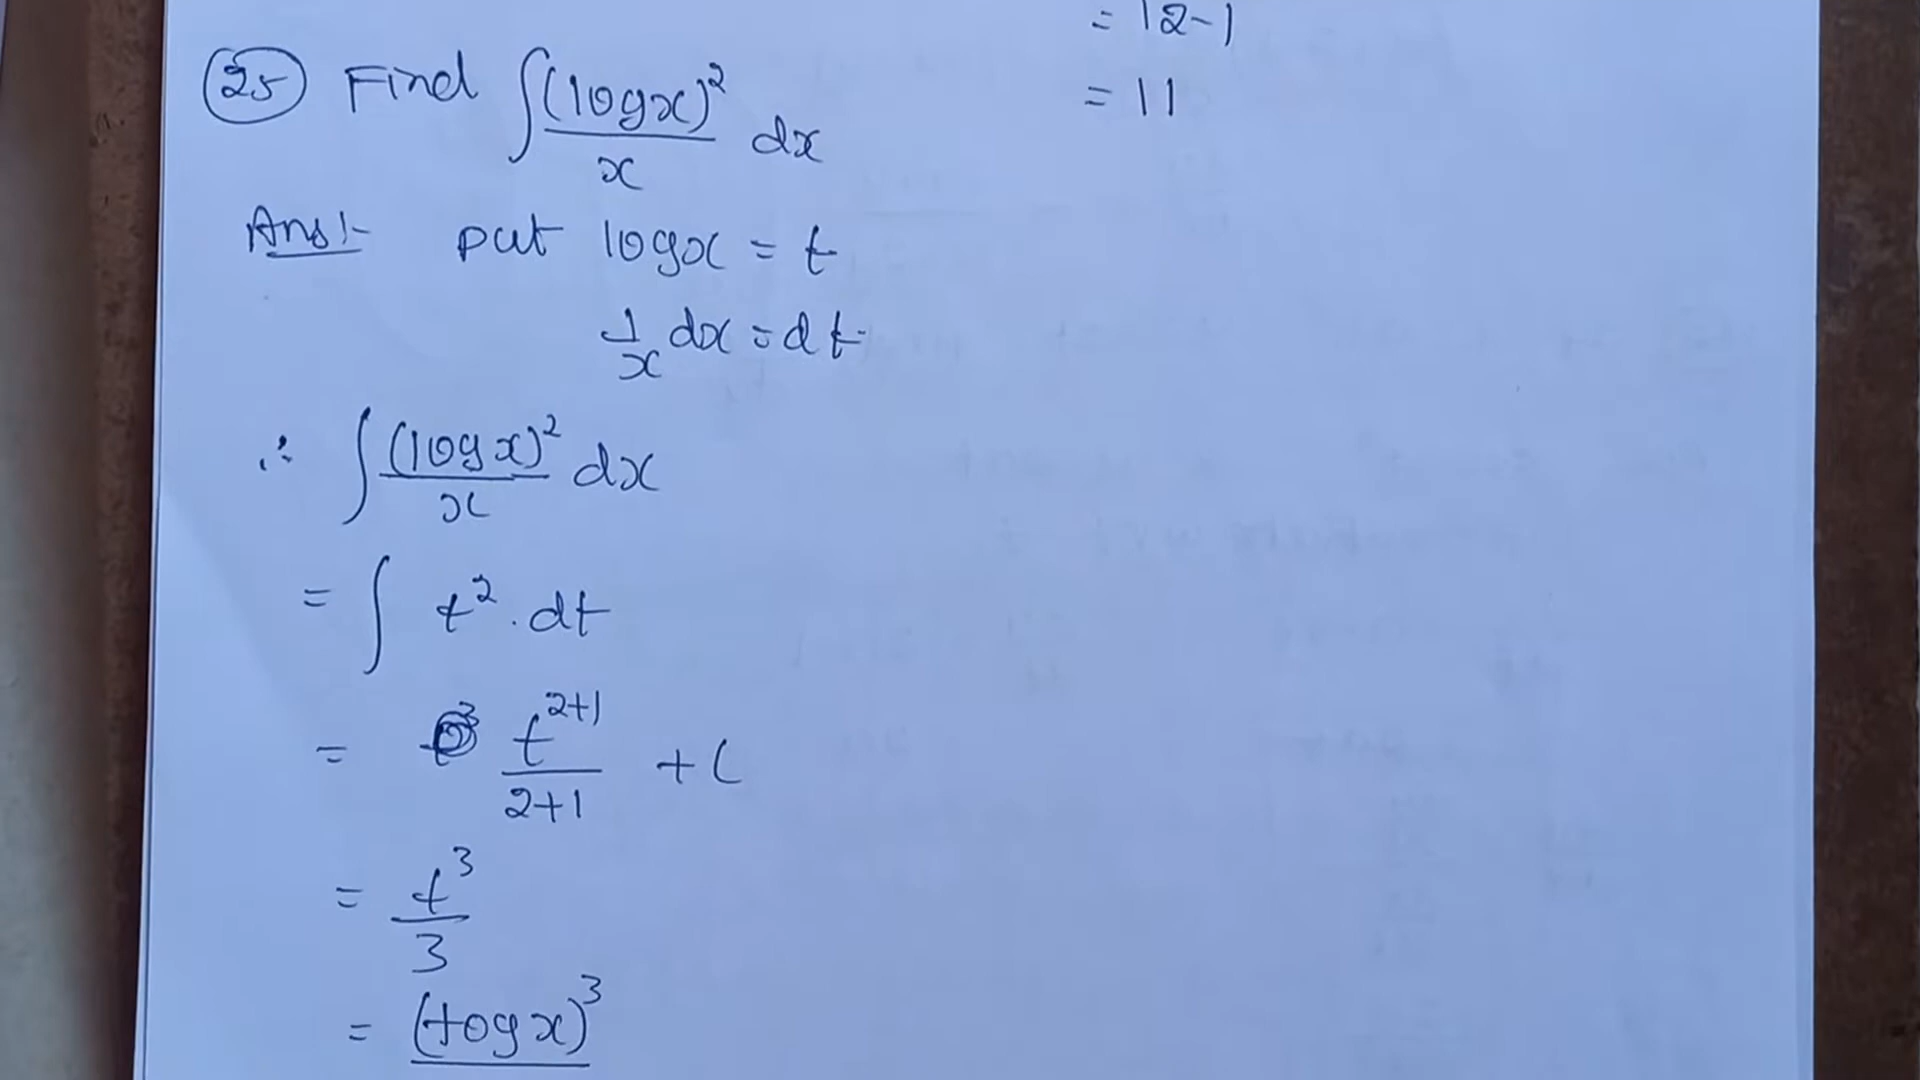 = 12-1
= 11
(25) Find ∫(logx)²/x dx
Ans:- put logx = t
1/x dx = dt
∴ ∫(logx)²/x dx
= ∫ t² . dt
= t^(2+1)/(2+1) + C
= t³/3
= (logx)³